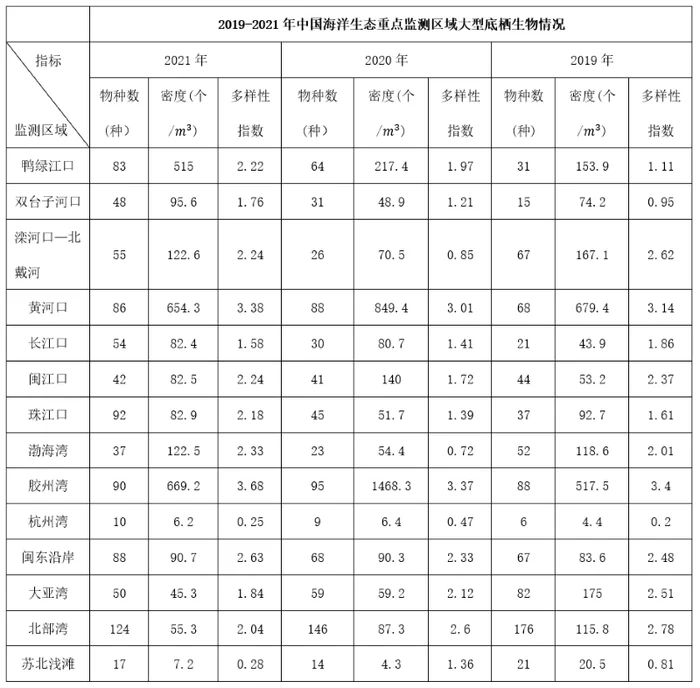 2019-2021年中国海洋生态重点监测区域大型底栖生物情况
指标
监测区域
2021年 2020年 2019年
物种数(种) 密度(个/m³) 多样性指数 物种数(种) 密度(个/m³) 多样性指数 物种数(种) 密度(个/m³) 多样性指数
鸭绿江口 83 515 2.22 64 217.4 1.97 31 153.9 1.11
双台子河口 48 95.6 1.76 31 48.9 1.21 15 74.2 0.95
滦河口—北戴河 55 122.6 2.24 26 70.5 0.85 67 167.1 2.62
黄河口 86 654.3 3.38 88 849.4 3.01 68 679.4 3.14
长江口 54 82.4 1.58 30 80.7 1.41 21 43.9 1.86
闽江口 42 82.5 2.24 41 140 1.72 44 53.2 2.37
珠江口 92 82.9 2.18 45 51.7 1.39 37 92.7 1.61
渤海湾 37 122.5 2.33 23 54.4 0.72 52 118.6 2.01
胶州湾 90 669.2 3.68 95 1468.3 3.37 88 517.5 3.4
杭州湾 10 6.2 0.25 9 6.4 0.47 6 4.4 0.2
闽东沿岸 88 90.7 2.63 68 90.3 2.33 67 83.6 2.48
大亚湾 50 45.3 1.84 59 59.2 2.12 82 175 2.51
北部湾 124 55.3 2.04 146 87.3 2.6 176 115.8 2.78
苏北浅滩 17 7.2 0.28 14 4.3 1.36 21 20.5 0.81